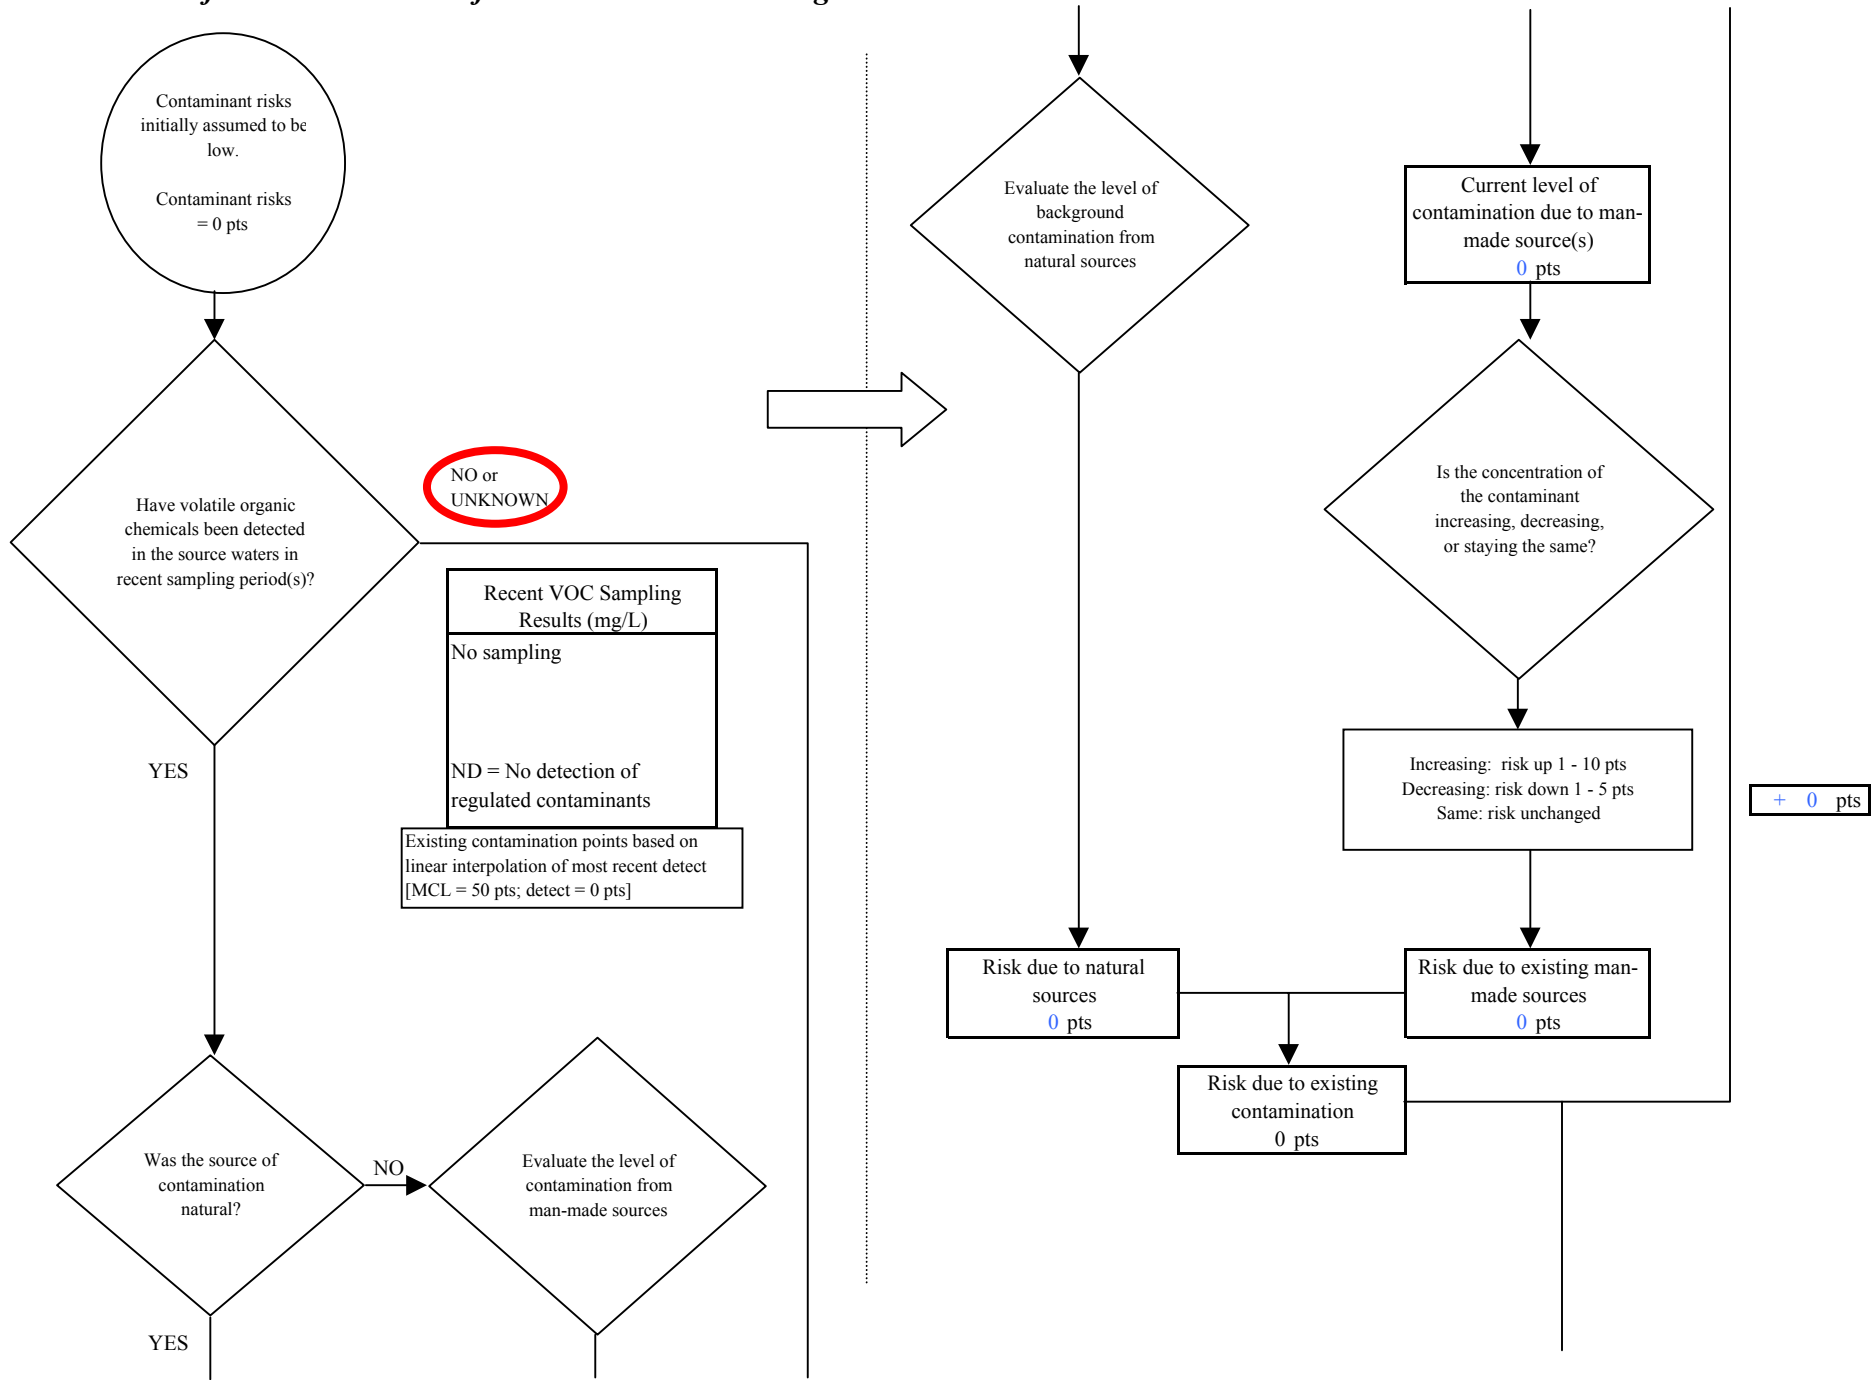 Contaminant risks
initially assumed to be
low.
Contaminant risks
= 0 pts
Have volatile organic
chemicals been detected
in the source waters in
recent sampling period(s)?
NO or
UNKNOWN
Recent VOC Sampling
Results (mg/L)
No sampling
ND = No detection of
regulated contaminants
Existing contamination points based on
linear interpolation of most recent detect
[MCL = 50 pts; detect = 0 pts]
YES
Was the source of
contamination
natural?
NO
Evaluate the level of
contamination from
man-made sources
YES
Evaluate the level of
background
contamination from
natural sources
Current level of
contamination due to man-
made source(s)
0 pts
Is the concentration of
the contaminant
increasing, decreasing,
or staying the same?
Increasing: risk up 1 - 10 pts
Decreasing: risk down 1 - 5 pts
Same: risk unchanged
+ 0 pts
Risk due to natural
sources
0 pts
Risk due to existing man-
made sources
0 pts
Risk due to existing
contamination
0 pts